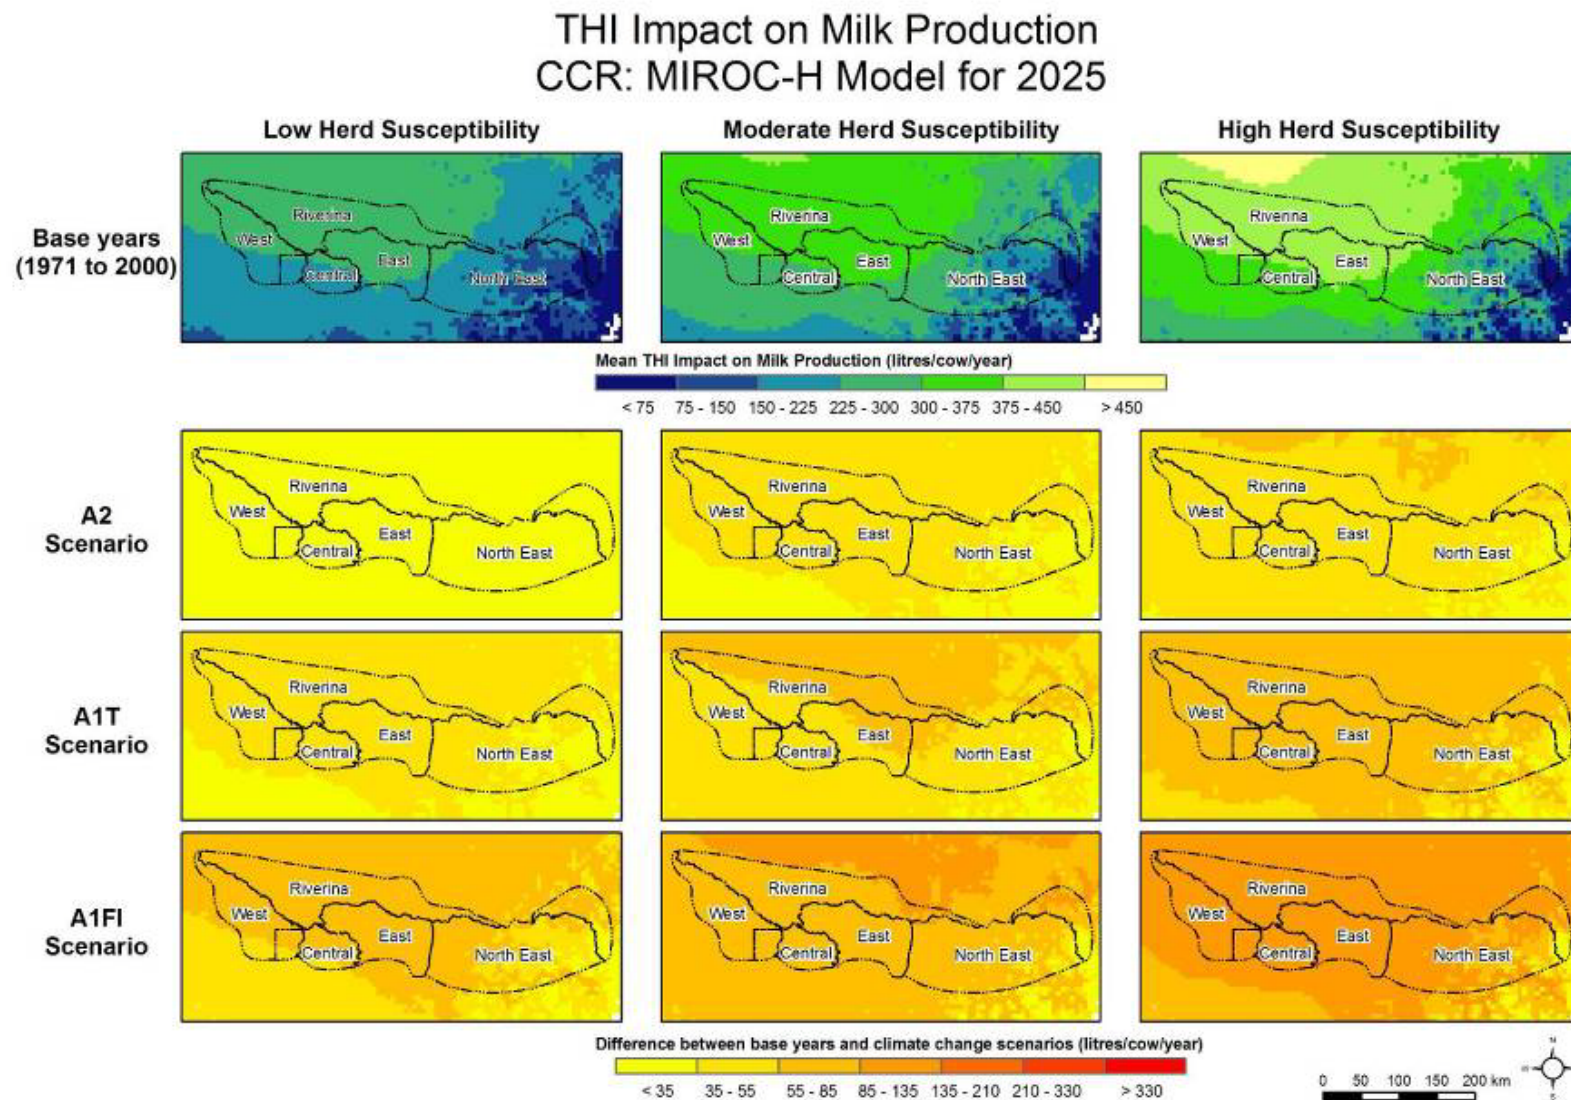 THI Impact on Milk Production
CCR: MIROC-H Model for 2025
Low Herd Susceptibility
Moderate Herd Susceptibility
High Herd Susceptibility
Base years
(1971 to 2000)
Riverina
West
Central
East
North East
Riverina
West
Central
East
North East
Riverina
West
Central
East
North East
Mean THI Impact on Milk Production (litres/cow/year)
< 75 75 - 150 150 - 225 225 - 300 300 - 375 375 - 450 > 450
A2
Scenario
Riverina
West
Central
East
North East
Riverina
West
Central
East
North East
Riverina
West
Central
East
North East
A1T
Scenario
Riverina
West
Central
East
North East
Riverina
West
Central
East
North East
Riverina
West
Central
East
North East
A1FI
Scenario
Riverina
West
Central
East
North East
Riverina
West
Central
East
North East
Riverina
West
Central
East
North East
Difference between base years and climate change scenarios (litres/cow/year)
< 35 35 - 55 55 - 85 85 - 135 135 - 210 210 - 330 > 330
0 50 100 150 200 km
N
S